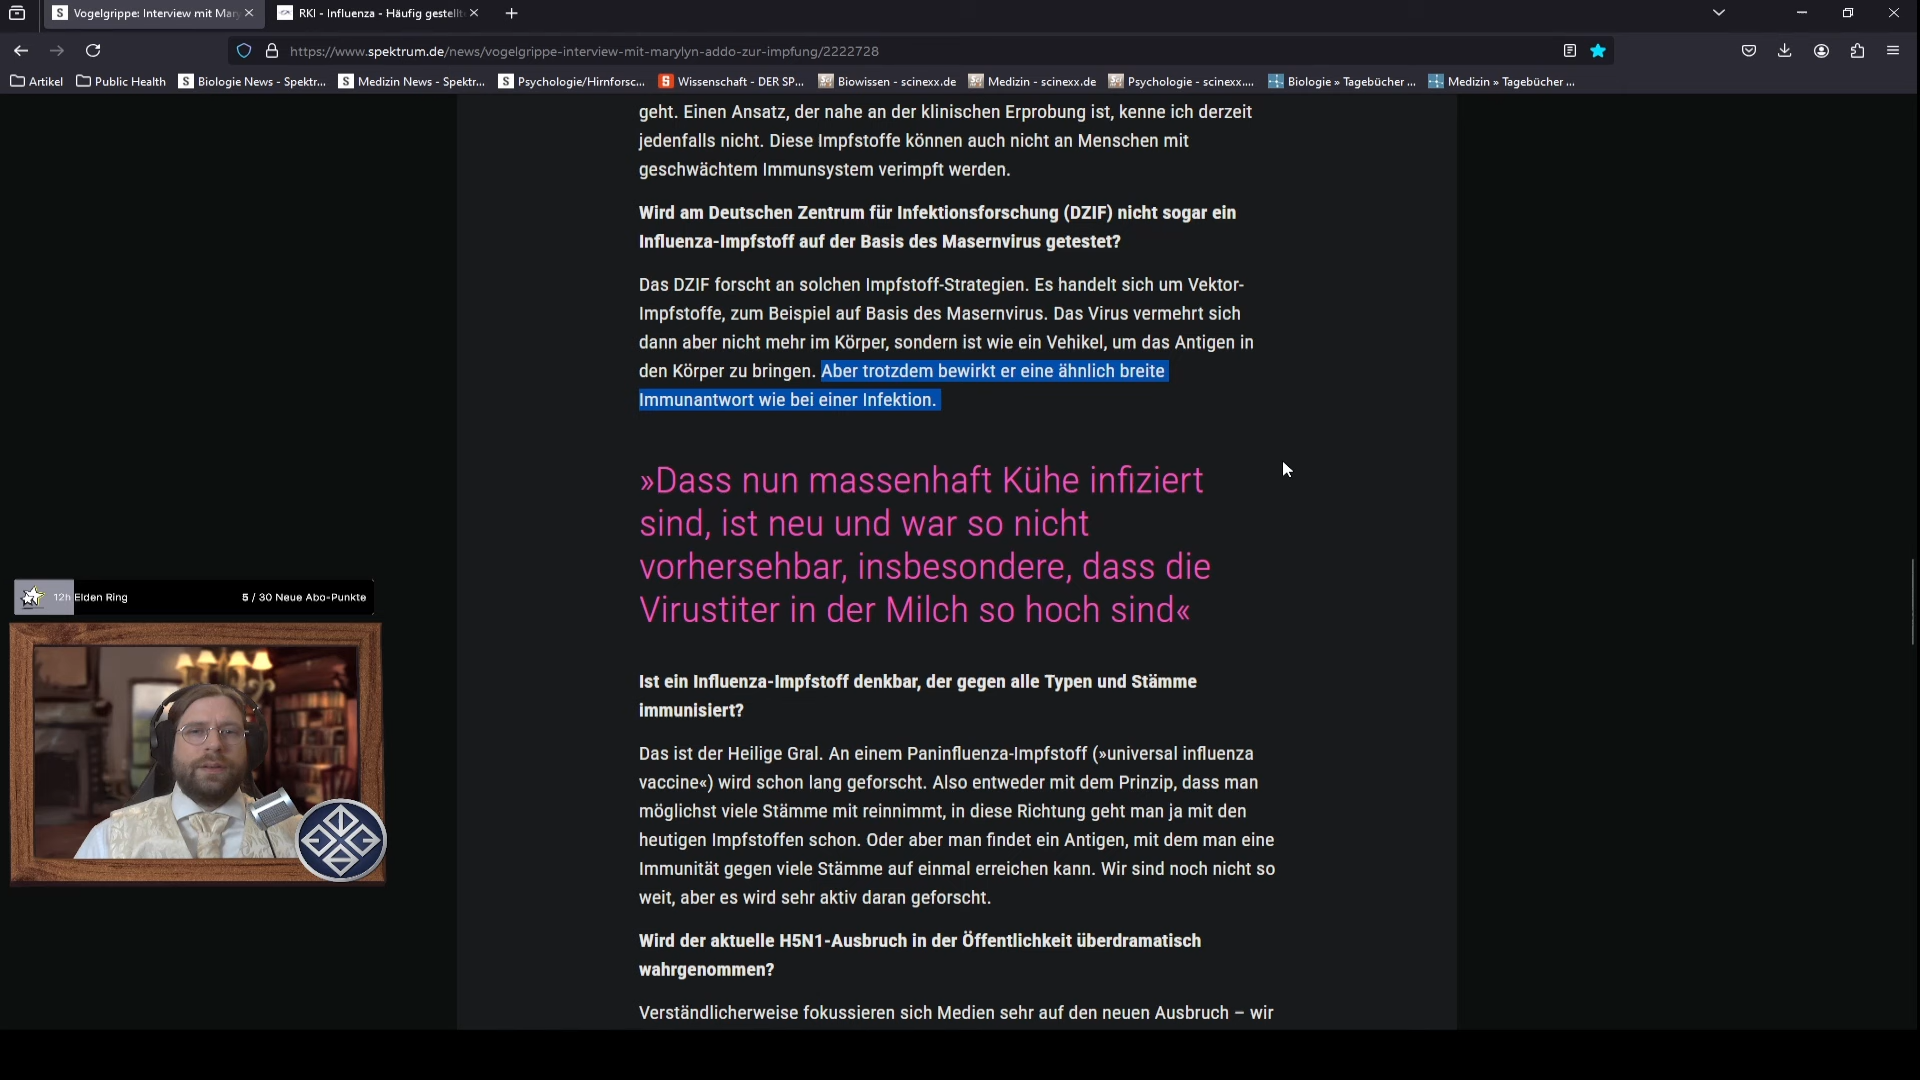 Vogelgrippe: Interview mit Mar
RKI - Influenza - Häufig gestellt
https://www.spektrum.de/news/vogelgrippe-interview-mit-marylyn-addo-zur-impfung/2222728
Artikel
Public Health
Biologie News - Spektr...
Medizin News - Spektr...
Psychologie/Hirnforsc...
Wissenschaft - DER SP...
Biowissen - scinexx.de
Medizin - scinexx.de
Psychologie - scinexx....
Biologie » Tagebücher ...
Medizin » Tagebücher ...
geht. Einen Ansatz, der nahe an der klinischen Erprobung ist, kenne ich derzeit
jedenfalls nicht. Diese Impfstoffe können auch nicht an Menschen mit
geschwächtem Immunsystem verimpft werden.
Wird am Deutschen Zentrum für Infektionsforschung (DZIF) nicht sogar ein
Influenza-Impfstoff auf der Basis des Masernvirus getestet?
Das DZIF forscht an solchen Impfstoff-Strategien. Es handelt sich um Vektor-
Impfstoffe, zum Beispiel auf Basis des Masernvirus. Das Virus vermehrt sich
dann aber nicht mehr im Körper, sondern ist wie ein Vehikel, um das Antigen in
den Körper zu bringen. Aber trotzdem bewirkt er eine ähnlich breite
Immunantwort wie bei einer Infektion.
»Dass nun massenhaft Kühe infiziert
sind, ist neu und war so nicht
vorhersehbar, insbesondere, dass die
Virustiter in der Milch so hoch sind«
12h Elden Ring
5 / 30 Neue Abo-Punkte
Ist ein Influenza-Impfstoff denkbar, der gegen alle Typen und Stämme
immunisiert?
Das ist der Heilige Gral. An einem Paninfluenza-Impfstoff (»universal influenza
vaccine«) wird schon lang geforscht. Also entweder mit dem Prinzip, dass man
möglichst viele Stämme mit reinnimmt, in diese Richtung geht man ja mit den
heutigen Impfstoffen schon. Oder aber man findet ein Antigen, mit dem man eine
Immunität gegen viele Stämme auf einmal erreichen kann. Wir sind noch nicht so
weit, aber es wird sehr aktiv daran geforscht.
Wird der aktuelle H5N1-Ausbruch in der Öffentlichkeit überdramatisch
wahrgenommen?
Verständlicherweise fokussieren sich Medien sehr auf den neuen Ausbruch – wir